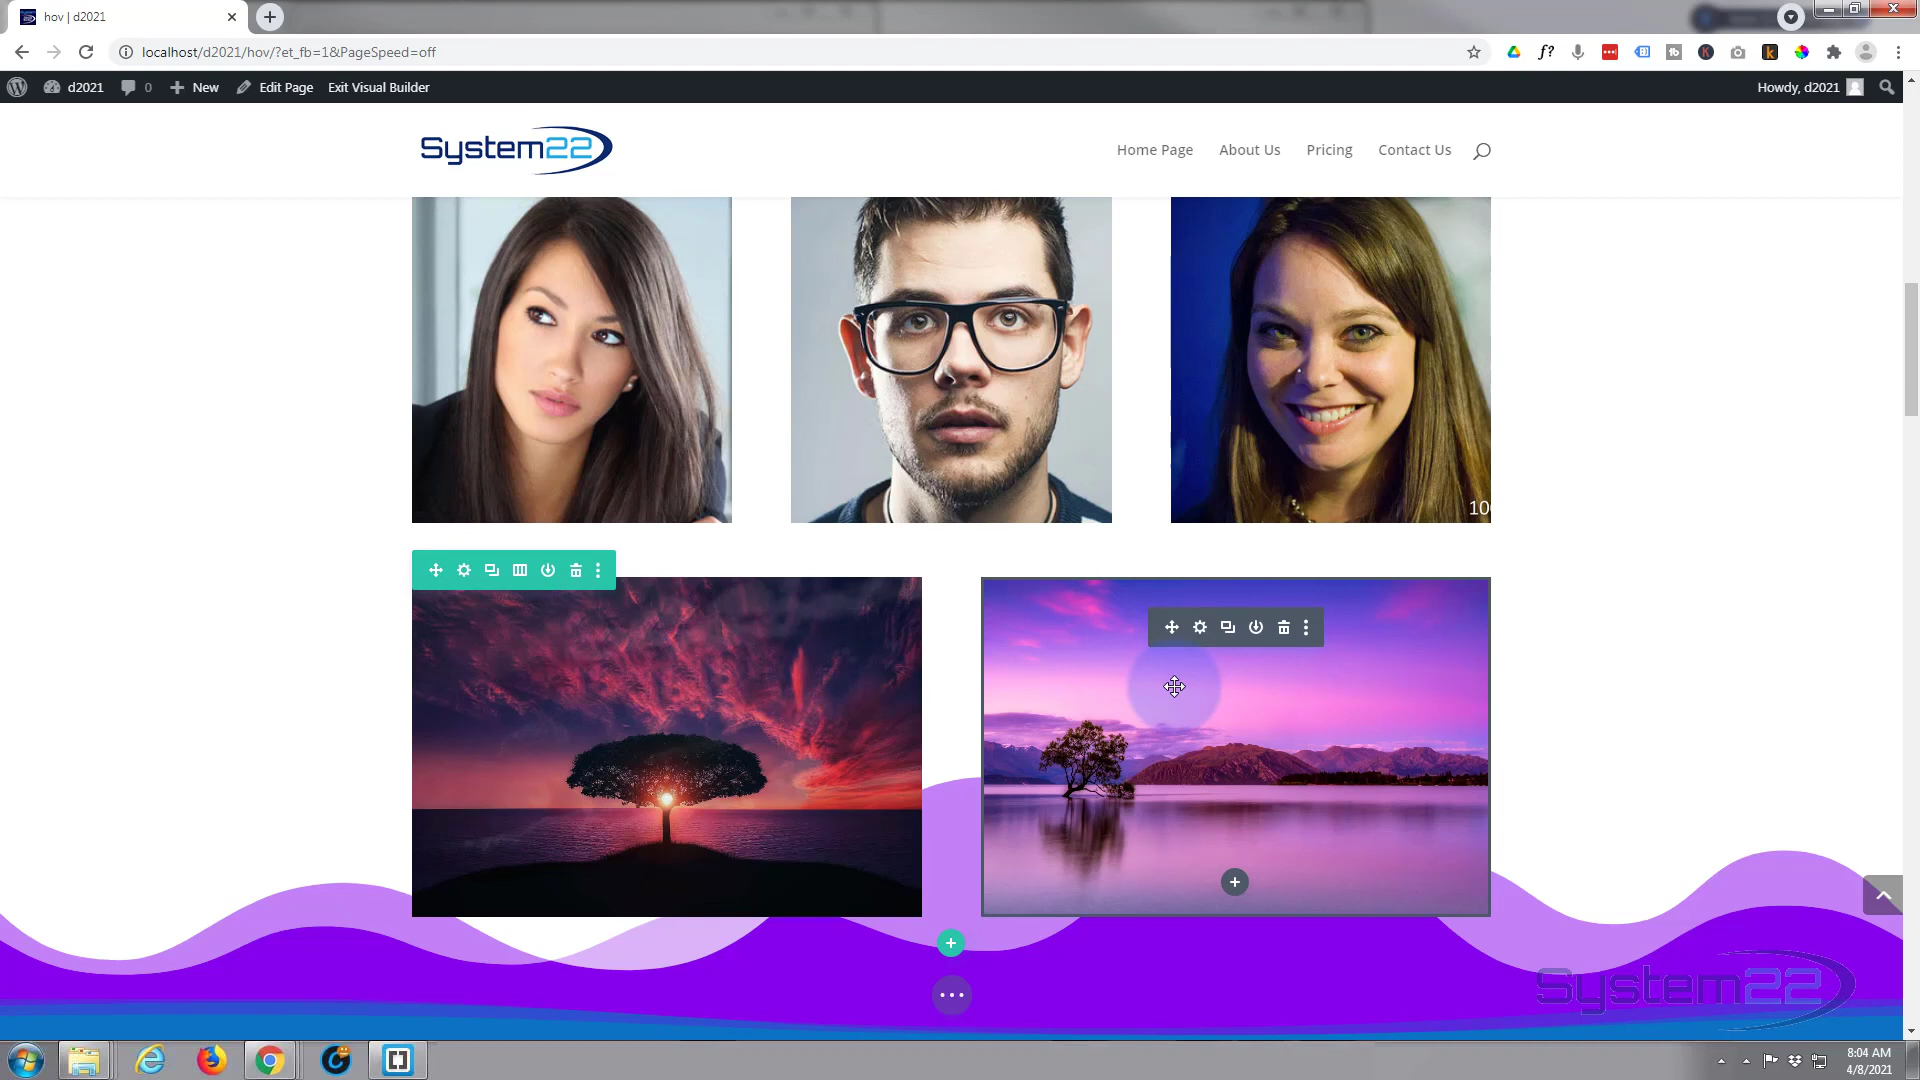 hov | d2021
localhost/d2021/hov/?et_fb=1&PageSpeed=off
d2021
0
New
Edit Page
Exit Visual Builder
Howdy, d2021
System22
Home Page
About Us
Pricing
Contact Us
10
System22
8:04 AM
4/8/2021